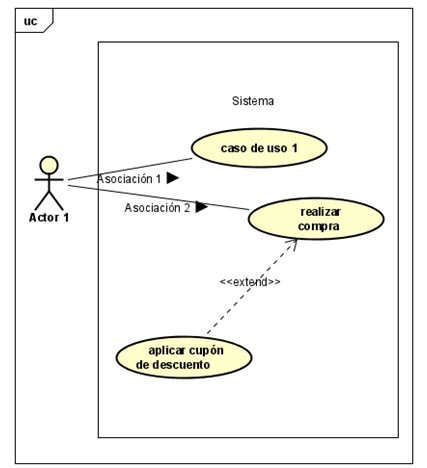 uc
Sistema
caso de uso 1
Asociación 1
Asociación 2
Actor 1
realizar
compra
<<extend>>
aplicar cupón
de descuento